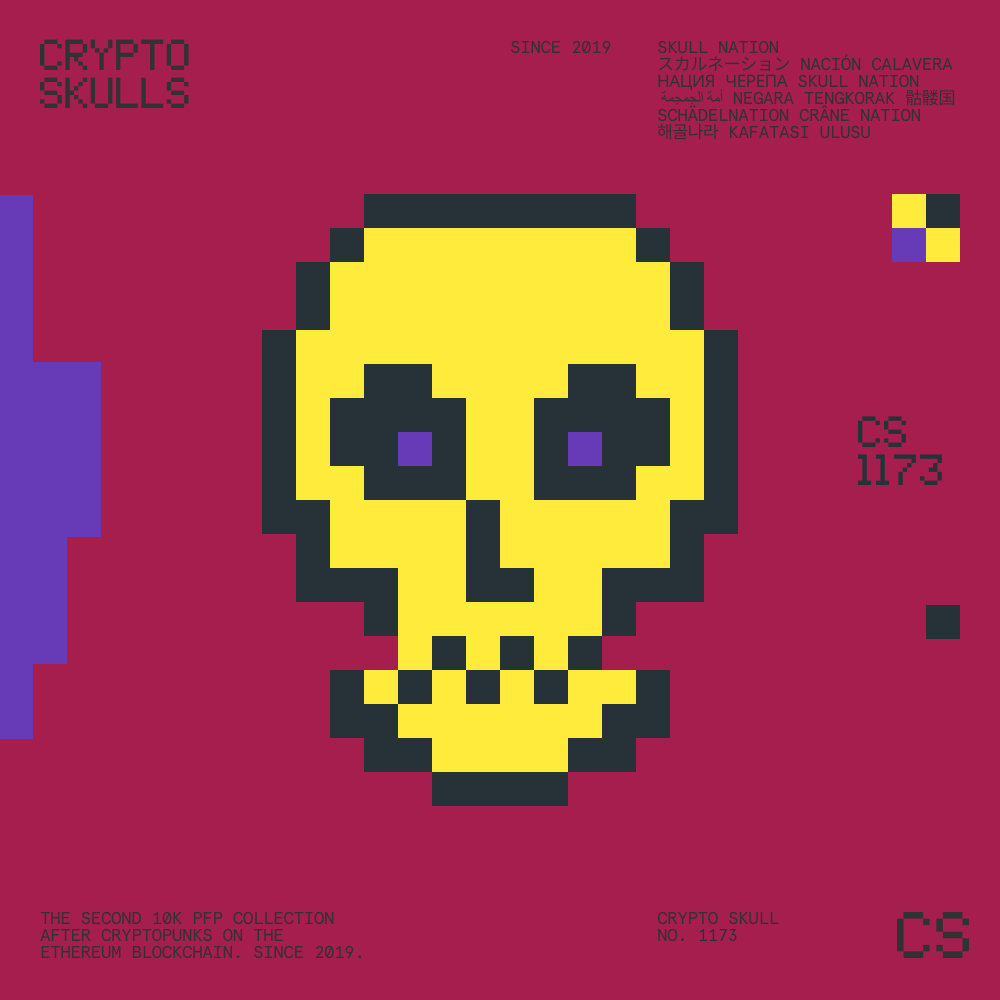 CRYPTO
SKULLS
SINCE 2019
SKULL NATION
スカルネーション NACIÓN CALAVERA
НАЦИЯ ЧЕРЕПА SKULL NATION
أمة الجمجمة NEGARA TENGKORAK 骷髅国
SCHÄDELNATION CRÂNE NATION
해골나라 KAFATASI ULUSU
CS
1173
THE SECOND 10K PFP COLLECTION
AFTER CRYPTOPUNKS ON THE
ETHEREUM BLOCKCHAIN. SINCE 2019.
CRYPTO SKULL
NO. 1173
CS